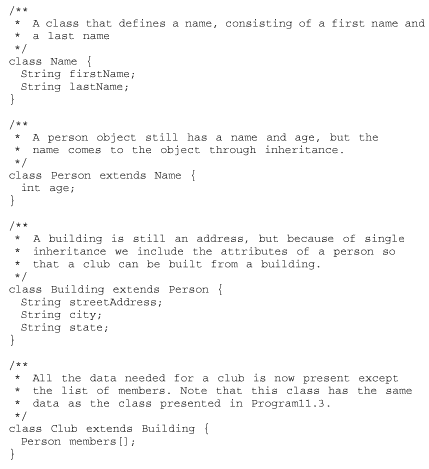 /**
 * A class that defines a name, consisting of a first name and
 * a last name
 */
class Name {
  String firstName;
  String lastName;
}
/**
 * A person object still has a name and age, but the
 * name comes to the object through inheritance.
 */
class Person extends Name {
  int age;
}
/**
 * A building is still an address, but because of single
 * inheritance we include the attributes of a person so
 * that a club can be built from a building.
 */
class Building extends Person {
  String streetAddress;
  String city;
  String state;
}
/**
 * All the data needed for a club is now present except
 * the list of members. Note that this class has the same
 * data as the class presented in Program11.3.
 */
class Club extends Building {
  Person members[];
}